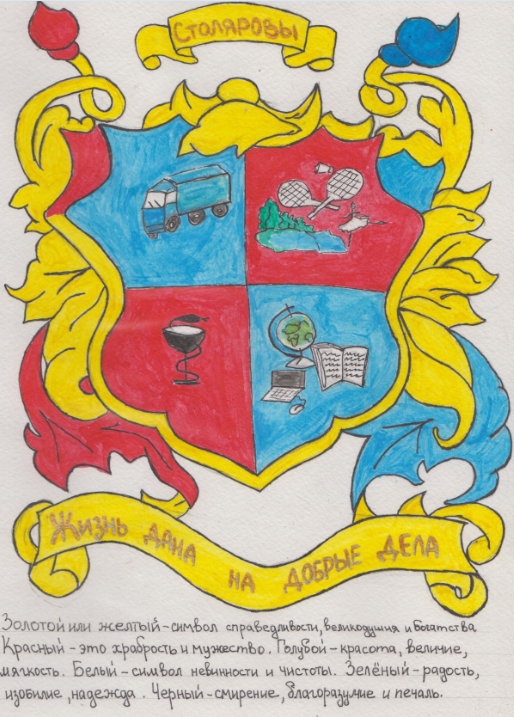 Столяровы
Жизнь дана на добрые дела
Золотой или желтый-символ справедливости, великодушия и богатства
Красный-это храбрость и мужество. Голубой-красота, величие,
мягкость. Белый-символ невинности и чистоты. Зелёный-радость,
изобилие, надежда. Черный-смирение, благоразумие и печаль.